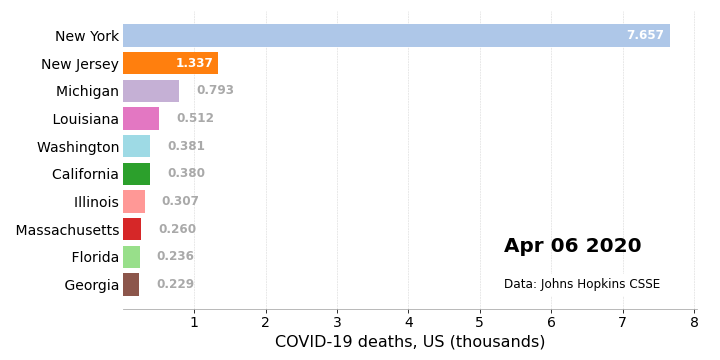 New York 7.657
New Jersey 1.337
Michigan 0.793
Louisiana 0.512
Washington 0.381
California 0.380
Illinois 0.307
Massachusetts 0.260
Florida 0.236
Georgia 0.229
Apr 06 2020
Data: Johns Hopkins CSSE
1 2 3 4 5 6 7 8
COVID-19 deaths, US (thousands)